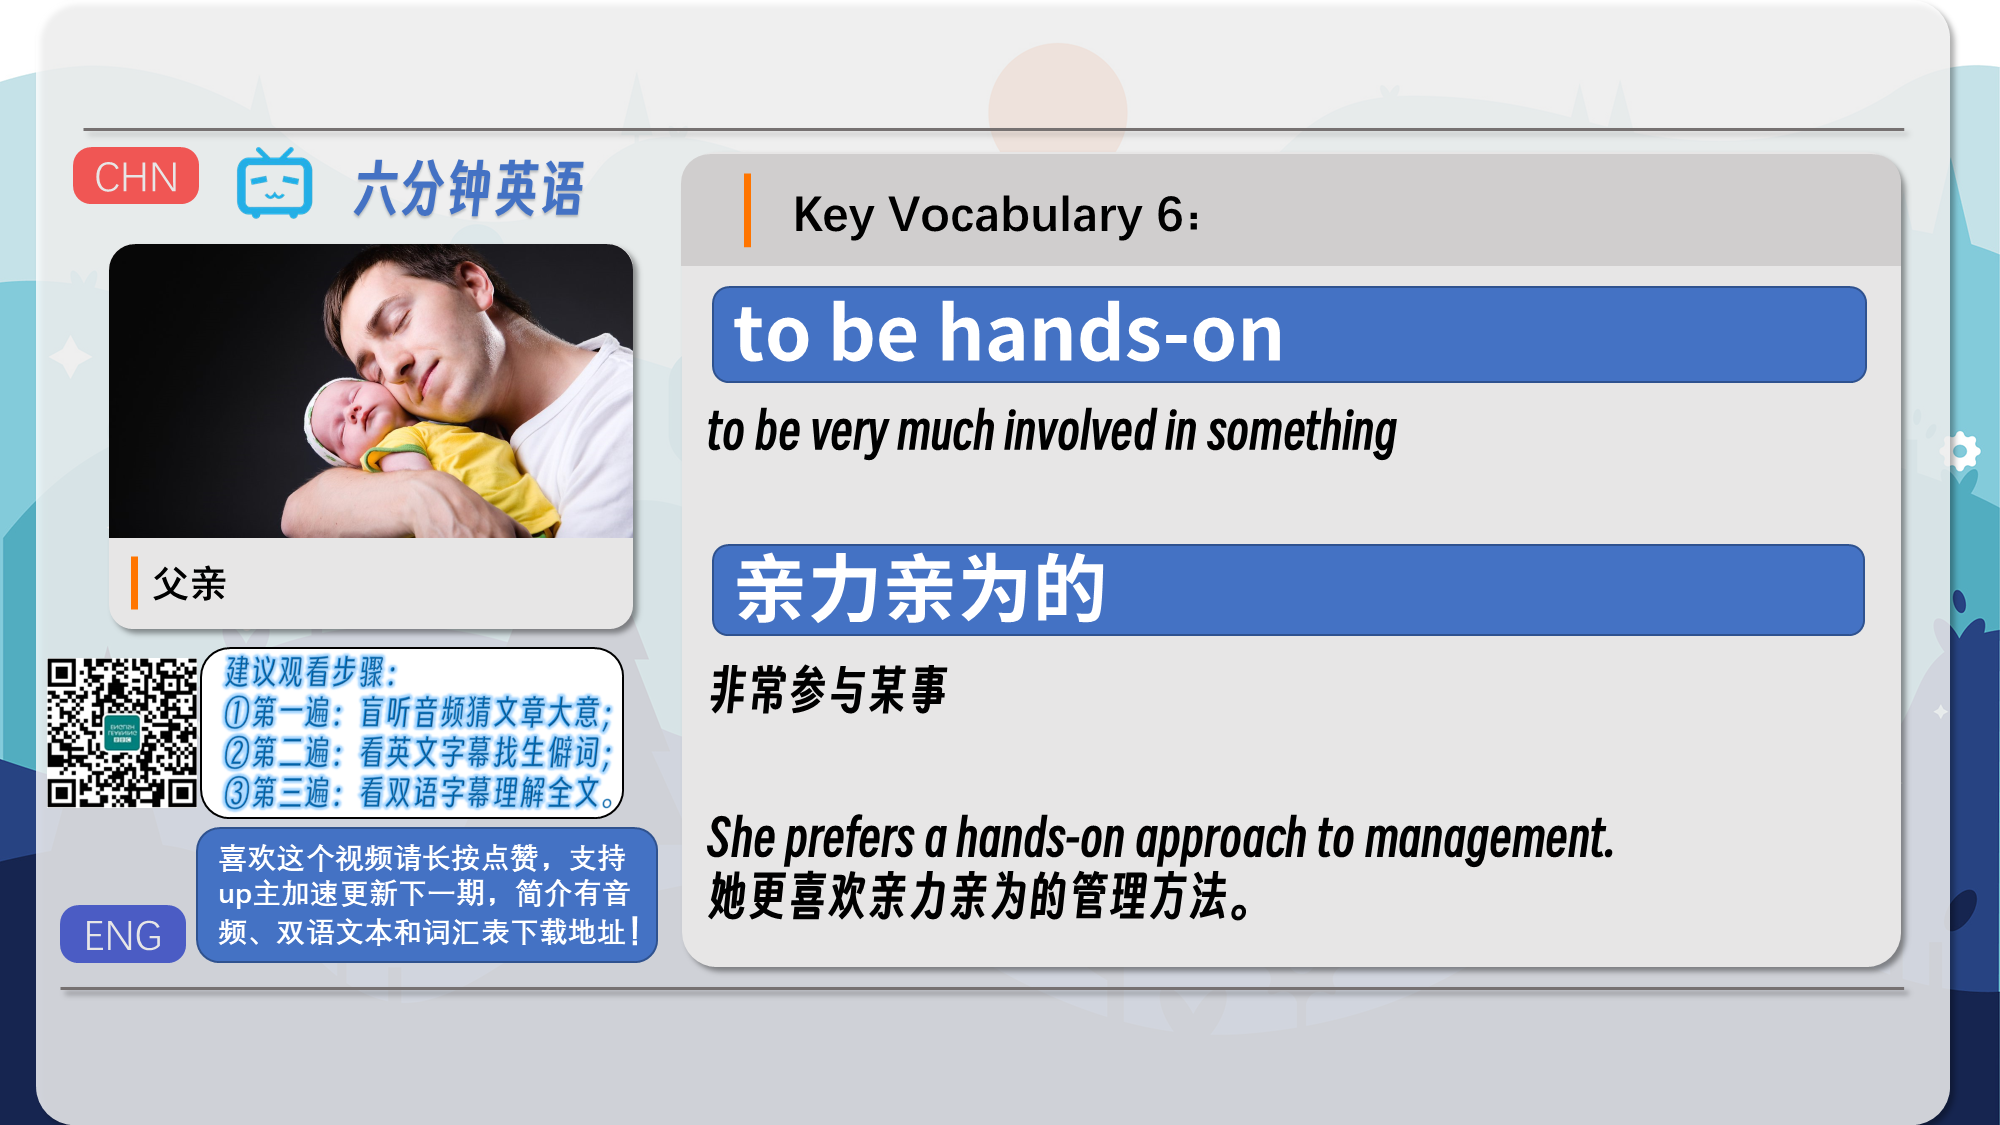 CHN
六分钟英语
父亲
建议观看步骤：
①第一遍：盲听音频猜文章大意；
②第二遍：看英文字幕找生僻词；
③第三遍：看双语字幕理解全文。
喜欢这个视频请长按点赞，支持
up主加速更新下一期，简介有音
频、双语文本和词汇表下载地址！
ENG
Key Vocabulary 6：
to be hands-on
to be very much involved in something
亲力亲为的
非常参与某事
She prefers a hands-on approach to management.
她更喜欢亲力亲为的管理方法。